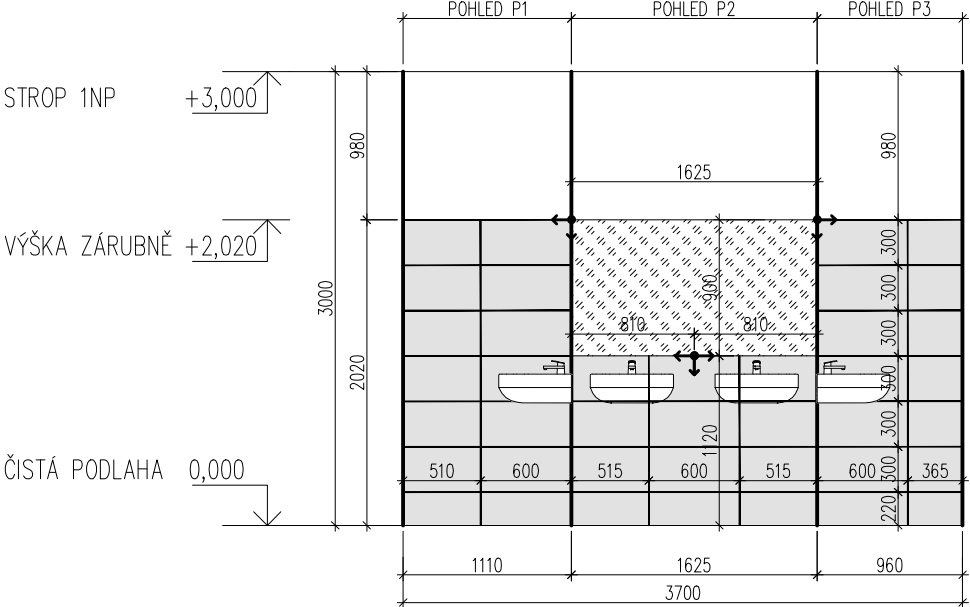 POHLED P1 POHLED P2 POHLED P3
STROP 1NP +3,000
980 980
1625
VÝŠKA ZÁRUBNĚ +2,020
300
3000
900
300
810 810
300
2020
300
1120
300
ČISTÁ PODLAHA 0,000
510 600 515 600 515 600 300 365
220
1110 1625 960
3700